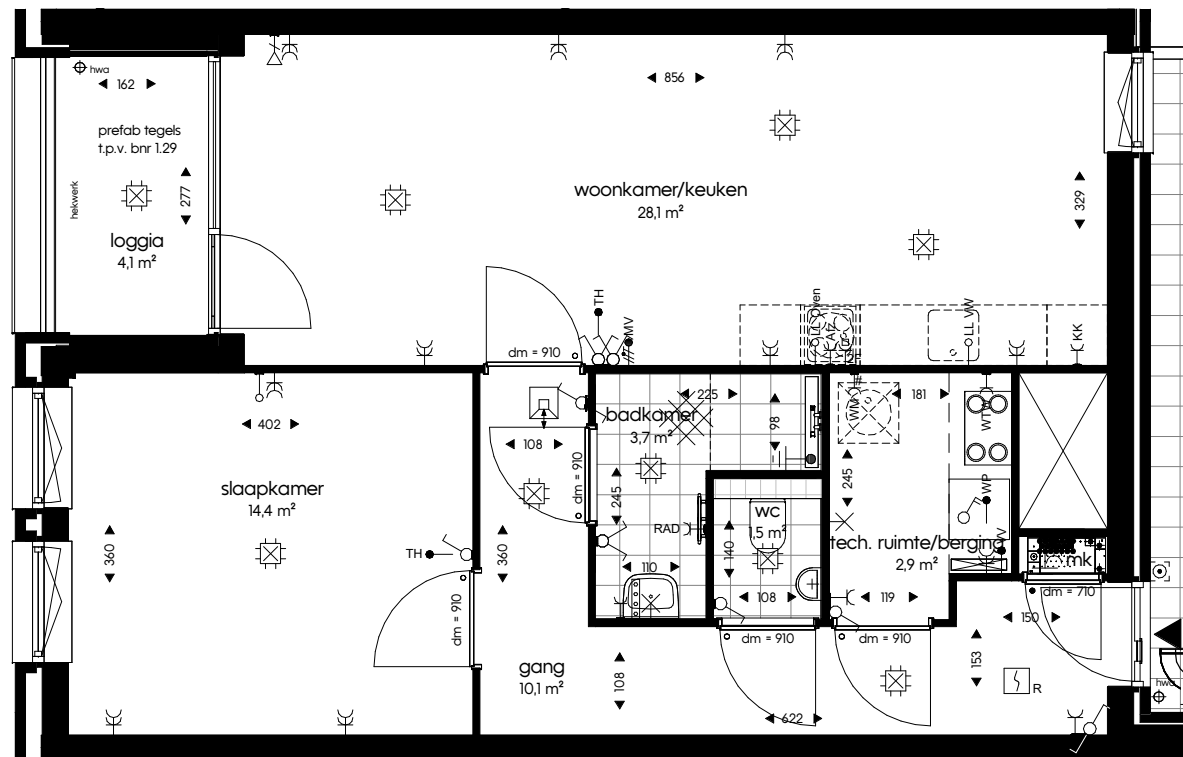 hwa
162
prefab tegels
t.p.v. bnr 1.29
hekwerk
277
loggia
4,1 m²
856
woonkamer/keuken
28,1 m²
329
TH
MV
LL Oven
LL VW
KK
dm = 910
402
slaapkamer
14,4 m²
360
TH
dm = 910
108
dm = 910
360
225
badkamer
3,7 m²
98
245
RAD
110
WC
1,5 m²
140
108
dm = 910
WM
181
WTW
245
WP
tech. ruimte/berging
2,9 m²
119
dm = 910
mk
dm = 710
150
153
R
gang
10,1 m²
108
622
hwa